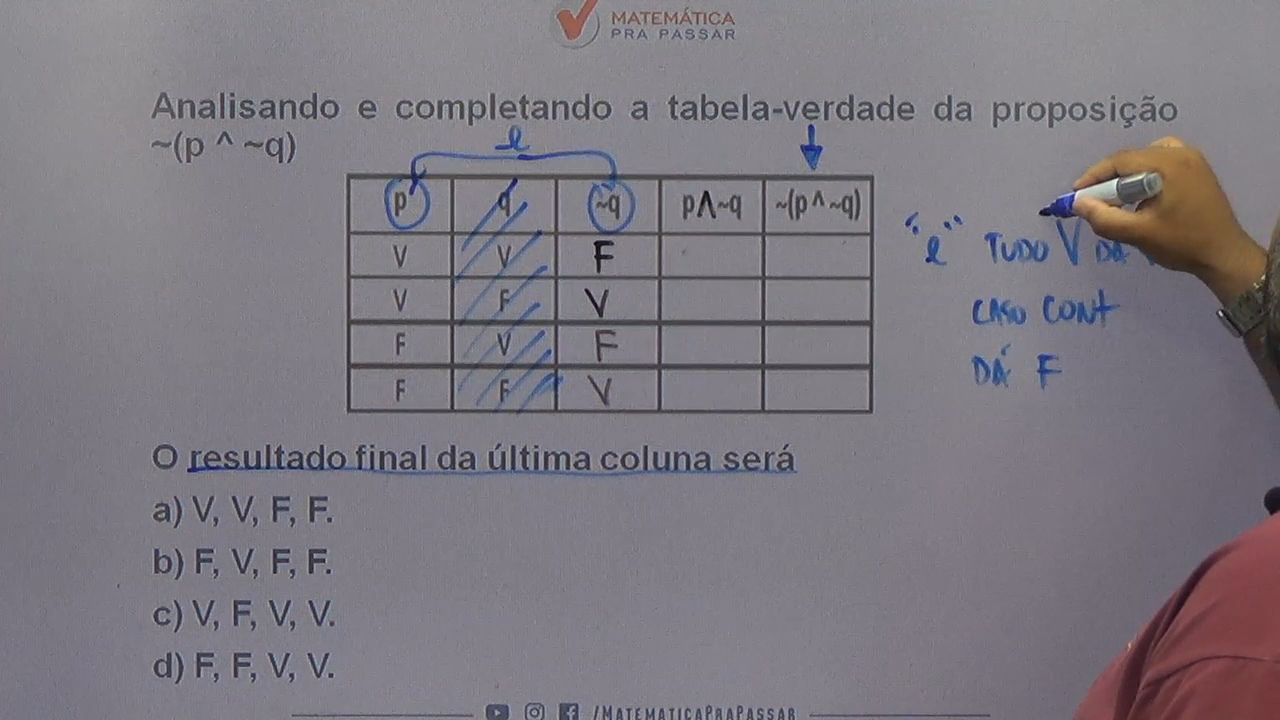 MATEMÁTICA
PRA PASSAR
Analisando e completando a tabela-verdade da proposição
~(p ^ ~q)
e
p q ~q p∧~q ~(p ^ ~q)
V V F
V F V
F V F
F F V
"e" TUDO V DÁ
CASO CONT
DÁ F
O resultado final da última coluna será
a) V, V, F, F.
b) F, V, F, F.
c) V, F, V, V.
d) F, F, V, V.
/MATEMATICAPRAPASSAR